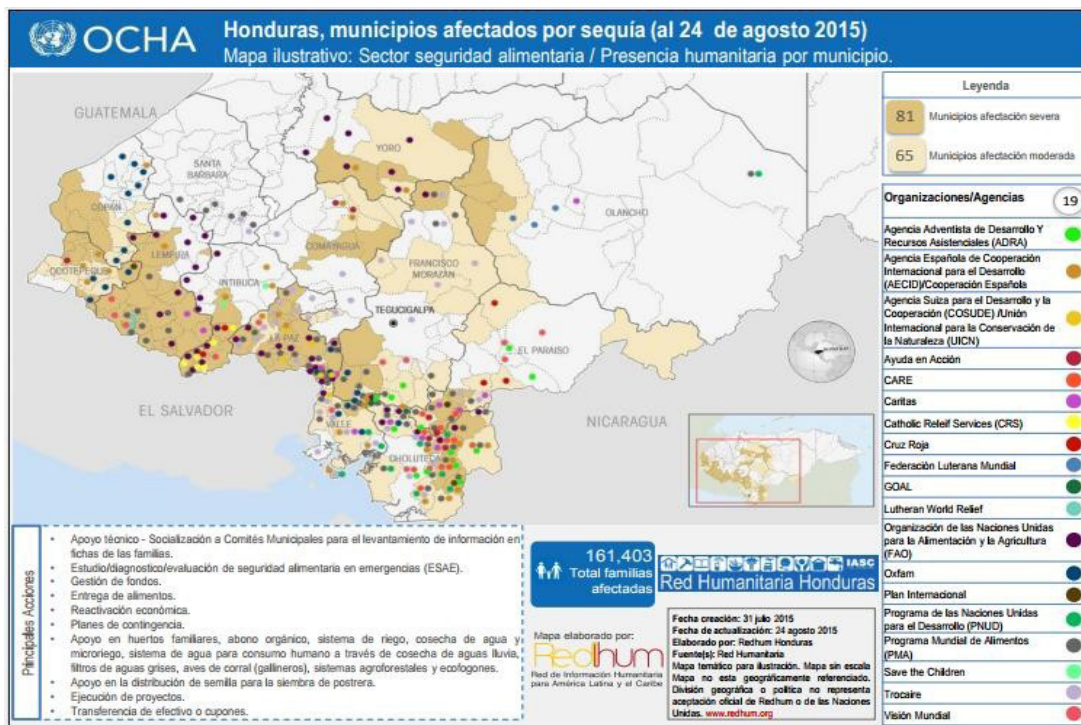 OCHA
Honduras, municipios afectados por sequía (al 24 de agosto 2015)
Mapa ilustrativo: Sector seguridad alimentaria / Presencia humanitaria por municipio.
GUATEMALA
YORO
SANTA
BARBARA
COPÁN
OLANCHO
LEMPIRA
COMAYAGUA
OCOTEPEQUE
INTIBUCA
FRANCISCO
MORAZAN
TEGUCIGALPA
LA PAZ
EL PARAISO
EL SALVADOR
NICARAGUA
VALLE
CHOLUTECA
Leyenda
81 Municipios afectación severa
65 Municipios afectación moderada
Organizaciones/Agencias 19
Agencia Adventista de Desarrollo Y
Recursos Asistenciales (ADRA)
Agencia Española de Cooperación
Internacional para el Desarrollo
(AECID)/Cooperación Española
Agencia Suiza para el Desarrollo y la
Cooperación (COSUDE) /Unión
Internacional para la Conservación de
la Naturaleza (UICN)
Ayuda en Acción
CARE
Caritas
Catholic Releif Services (CRS)
Cruz Roja
Federación Luterana Mundial
GOAL
Lutheran World Relief
Organización de las Naciones Unidas
para la Alimentación y la Agricultura
(FAO)
Oxfam
Plan Internacional
Programa de las Naciones Unidas
para el Desarrollo (PNUD)
Programa Mundial de Alimentos
(PMA)
Save the Children
Trocaire
Visión Mundial
Principales Acciones
• Apoyo técnico - Socialización a Comités Municipales para el levantamiento de información en
fichas de las familias.
• Estudio/diagnostico/evaluación de seguridad alimentaria en emergencias (ESAE).
• Gestión de fondos.
• Entrega de alimentos.
• Reactivación económica.
• Planes de contingencia.
• Apoyo en huertos familiares, abono orgánico, sistema de riego, cosecha de agua y
microriego, sistema de agua para consumo humano a través de cosecha de aguas lluvia,
filtros de aguas grises, aves de corral (gallineros), sistemas agroforestales y ecofogones.
• Apoyo en la distribución de semilla para la siembra de postrera.
• Ejecución de proyectos.
• Transferencia de efectivo o cupones.
161,403
Total familias
afectadas
IASC
Red Humanitaria Honduras
Mapa elaborado por:
Redhum
Red de Información Humanitaria
para América Latina y el Caribe
Fecha creación: 31 julio 2015
Fecha de actualización: 24 agosto 2015
Elaborado por: Redhum Honduras
Fuente(s): Red Humanitaria
Mapa temático para ilustración. Mapa sin escala
Mapa no esta geográficamente referenciado.
División geográfica o política no representa
aceptación oficial de Redhum o de las Naciones
Unidas. www.redhum.org